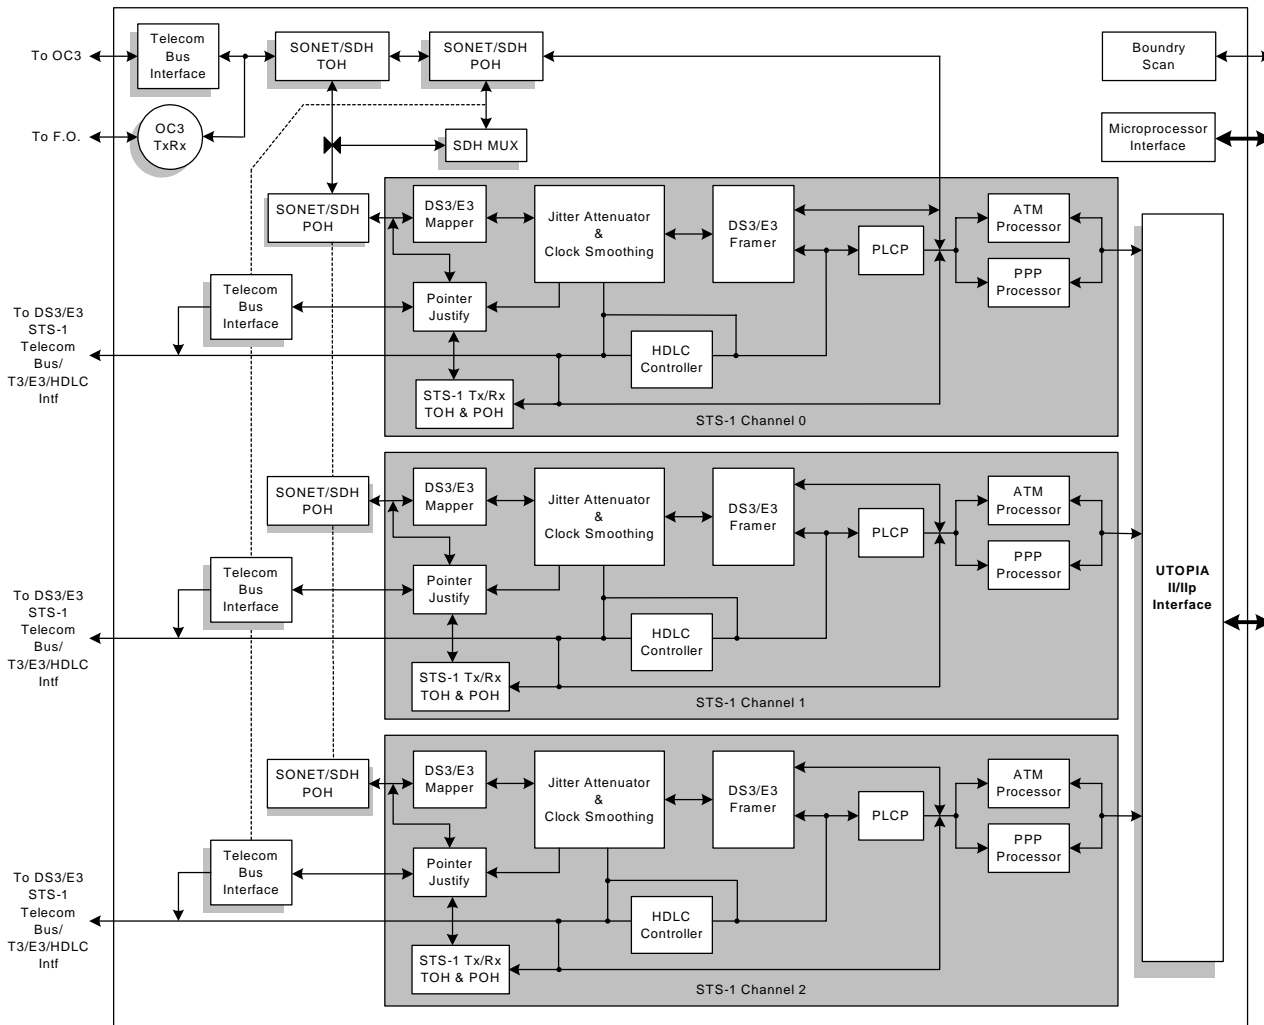 To OC3
Telecom
Bus
Interface
SONET/SDH
TOH
SONET/SDH
POH
Boundry
Scan
To F.O.
OC3
TxRx
SDH MUX
Microprocessor
Interface
SONET/SDH
POH
DS3/E3
Mapper
Jitter Attenuator
&
Clock Smoothing
DS3/E3
Framer
PLCP
ATM
Processor
PPP
Processor
Telecom
Bus
Interface
Pointer
Justify
To DS3/E3
STS-1
Telecom
Bus/
T3/E3/HDLC
Intf
HDLC
Controller
STS-1 Tx/Rx
TOH & POH
STS-1 Channel 0
SONET/SDH
POH
DS3/E3
Mapper
Jitter Attenuator
&
Clock Smoothing
DS3/E3
Framer
PLCP
ATM
Processor
PPP
Processor
Telecom
Bus
Interface
Pointer
Justify
To DS3/E3
STS-1
Telecom
Bus/
T3/E3/HDLC
Intf
HDLC
Controller
STS-1 Tx/Rx
TOH & POH
STS-1 Channel 1
UTOPIA
II/IIp
Interface
SONET/SDH
POH
DS3/E3
Mapper
Jitter Attenuator
&
Clock Smoothing
DS3/E3
Framer
PLCP
ATM
Processor
PPP
Processor
Telecom
Bus
Interface
Pointer
Justify
To DS3/E3
STS-1
Telecom
Bus/
T3/E3/HDLC
Intf
HDLC
Controller
STS-1 Tx/Rx
TOH & POH
STS-1 Channel 2